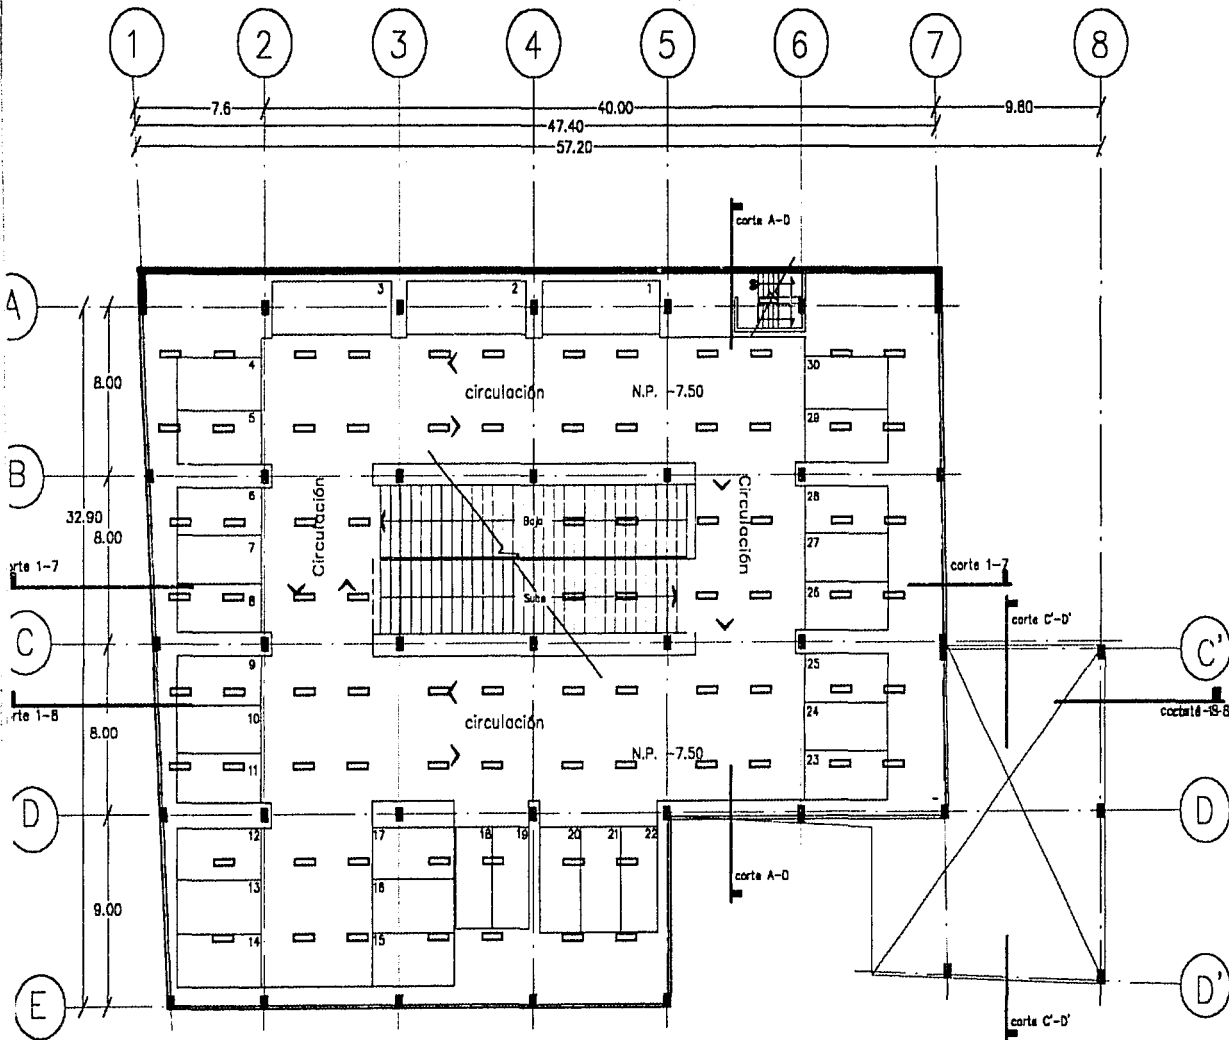 1 2 3 4 5 6 7 8
7.6 40.00 9.80
47.40
57.20
corte A-D
A
3 2 1
8.00
4 30
circulación N.P. -7.50
5 29
B
Circulación Circulación
6 28
32.90
8.00
Baja
7 27
rte 1-7 corte 1-7
8 Sube 26
corte C'-D'
C C'
9 25
rte 1-8
10 circulación 24
8.00
N.P. -7.50
11 23
D D
12 17 18 19 20 21 22
13 16
corte A-D
9.00
14 15
E D'
corte C'-D'